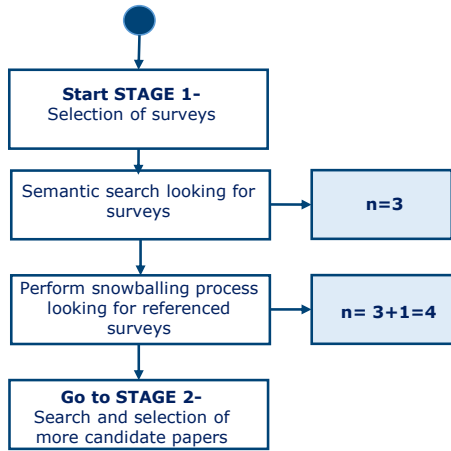 Start STAGE 1-
Selection of surveys
Semantic search looking for
surveys
n=3
Perform snowballing process
looking for referenced
surveys
n= 3+1=4
Go to STAGE 2-
Search and selection of
more candidate papers